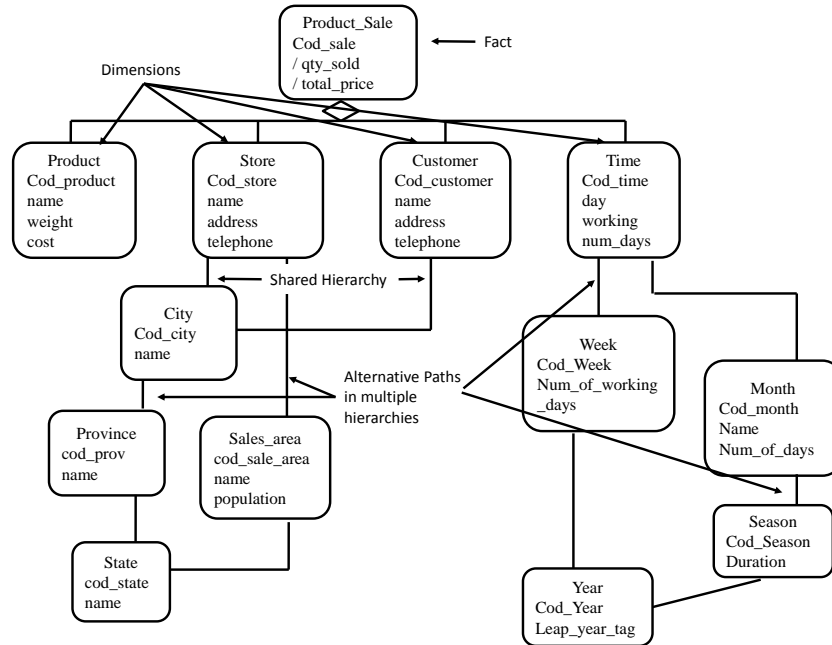 Product_Sale
Cod_sale
/ qty_sold
/ total_price
Fact
Dimensions
Product
Cod_product
name
weight
cost
Store
Cod_store
name
address
telephone
Customer
Cod_customer
name
address
telephone
Time
Cod_time
day
working
num_days
Shared Hierarchy
City
Cod_city
name
Week
Cod_Week
Num_of_working
_days
Month
Cod_month
Name
Num_of_days
Alternative Paths
in multiple
hierarchies
Province
cod_prov
name
Sales_area
cod_sale_area
name
population
Season
Cod_Season
Duration
State
cod_state
name
Year
Cod_Year
Leap_year_tag